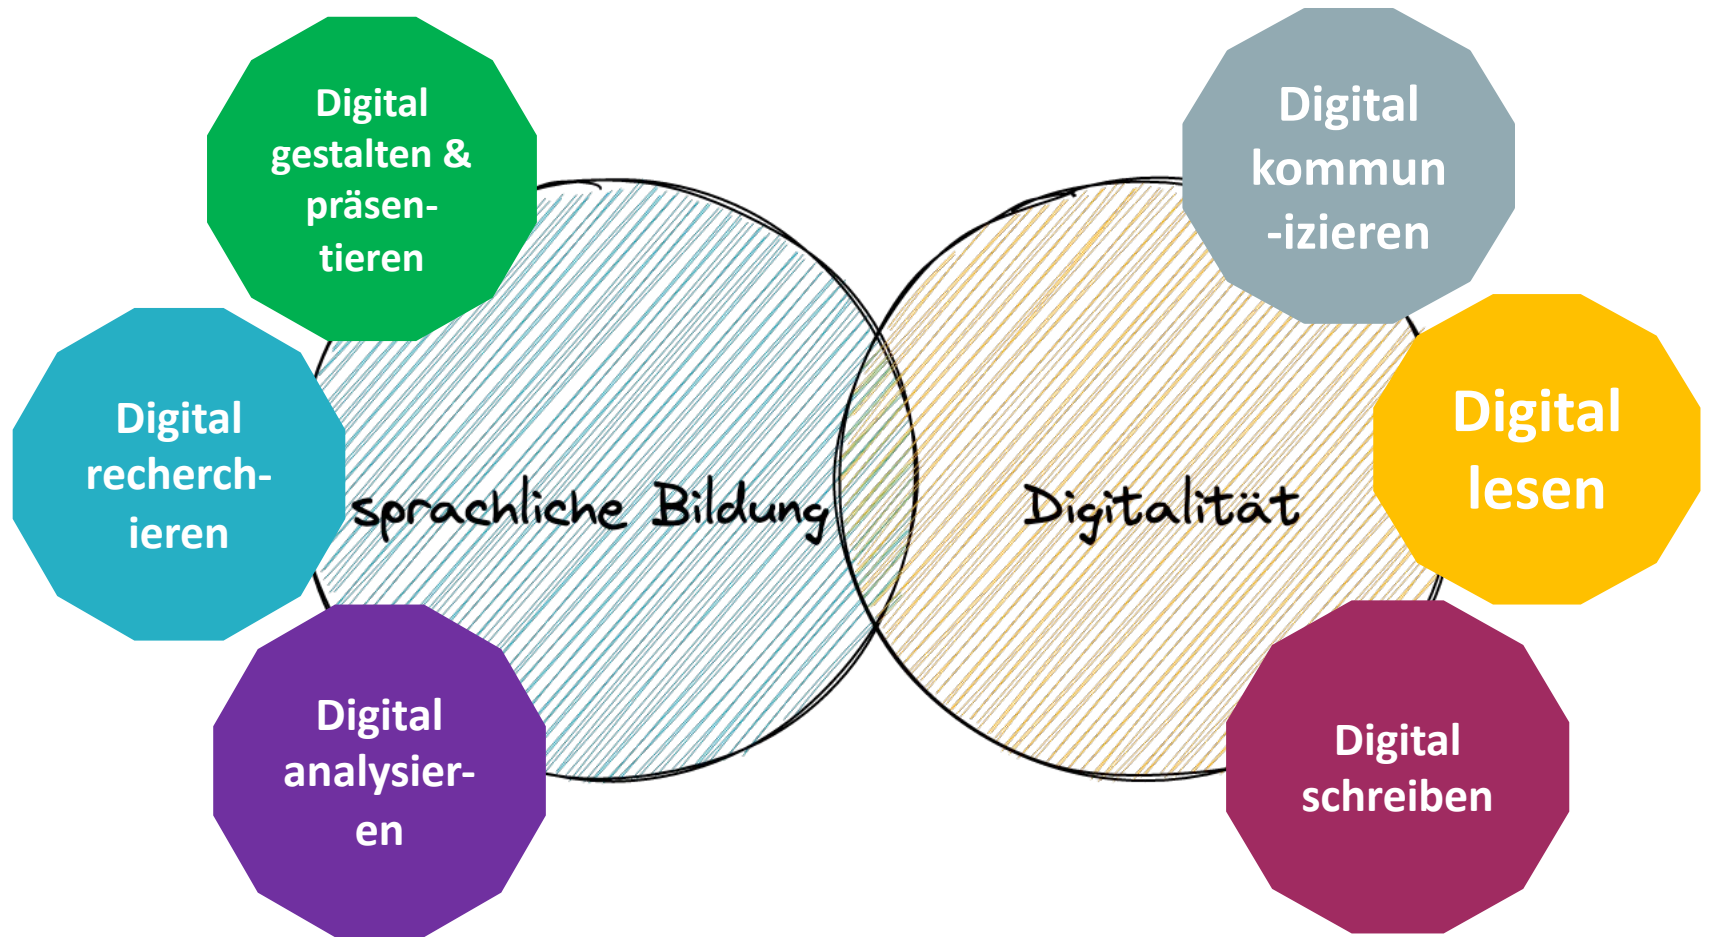 Digital
gestalten &
präsen-
tieren
Digital
recherch-
ieren
Digital
analysier-
en
sprachliche Bildung
Digitalität
Digital
kommun
-izieren
Digital
lesen
Digital
schreiben